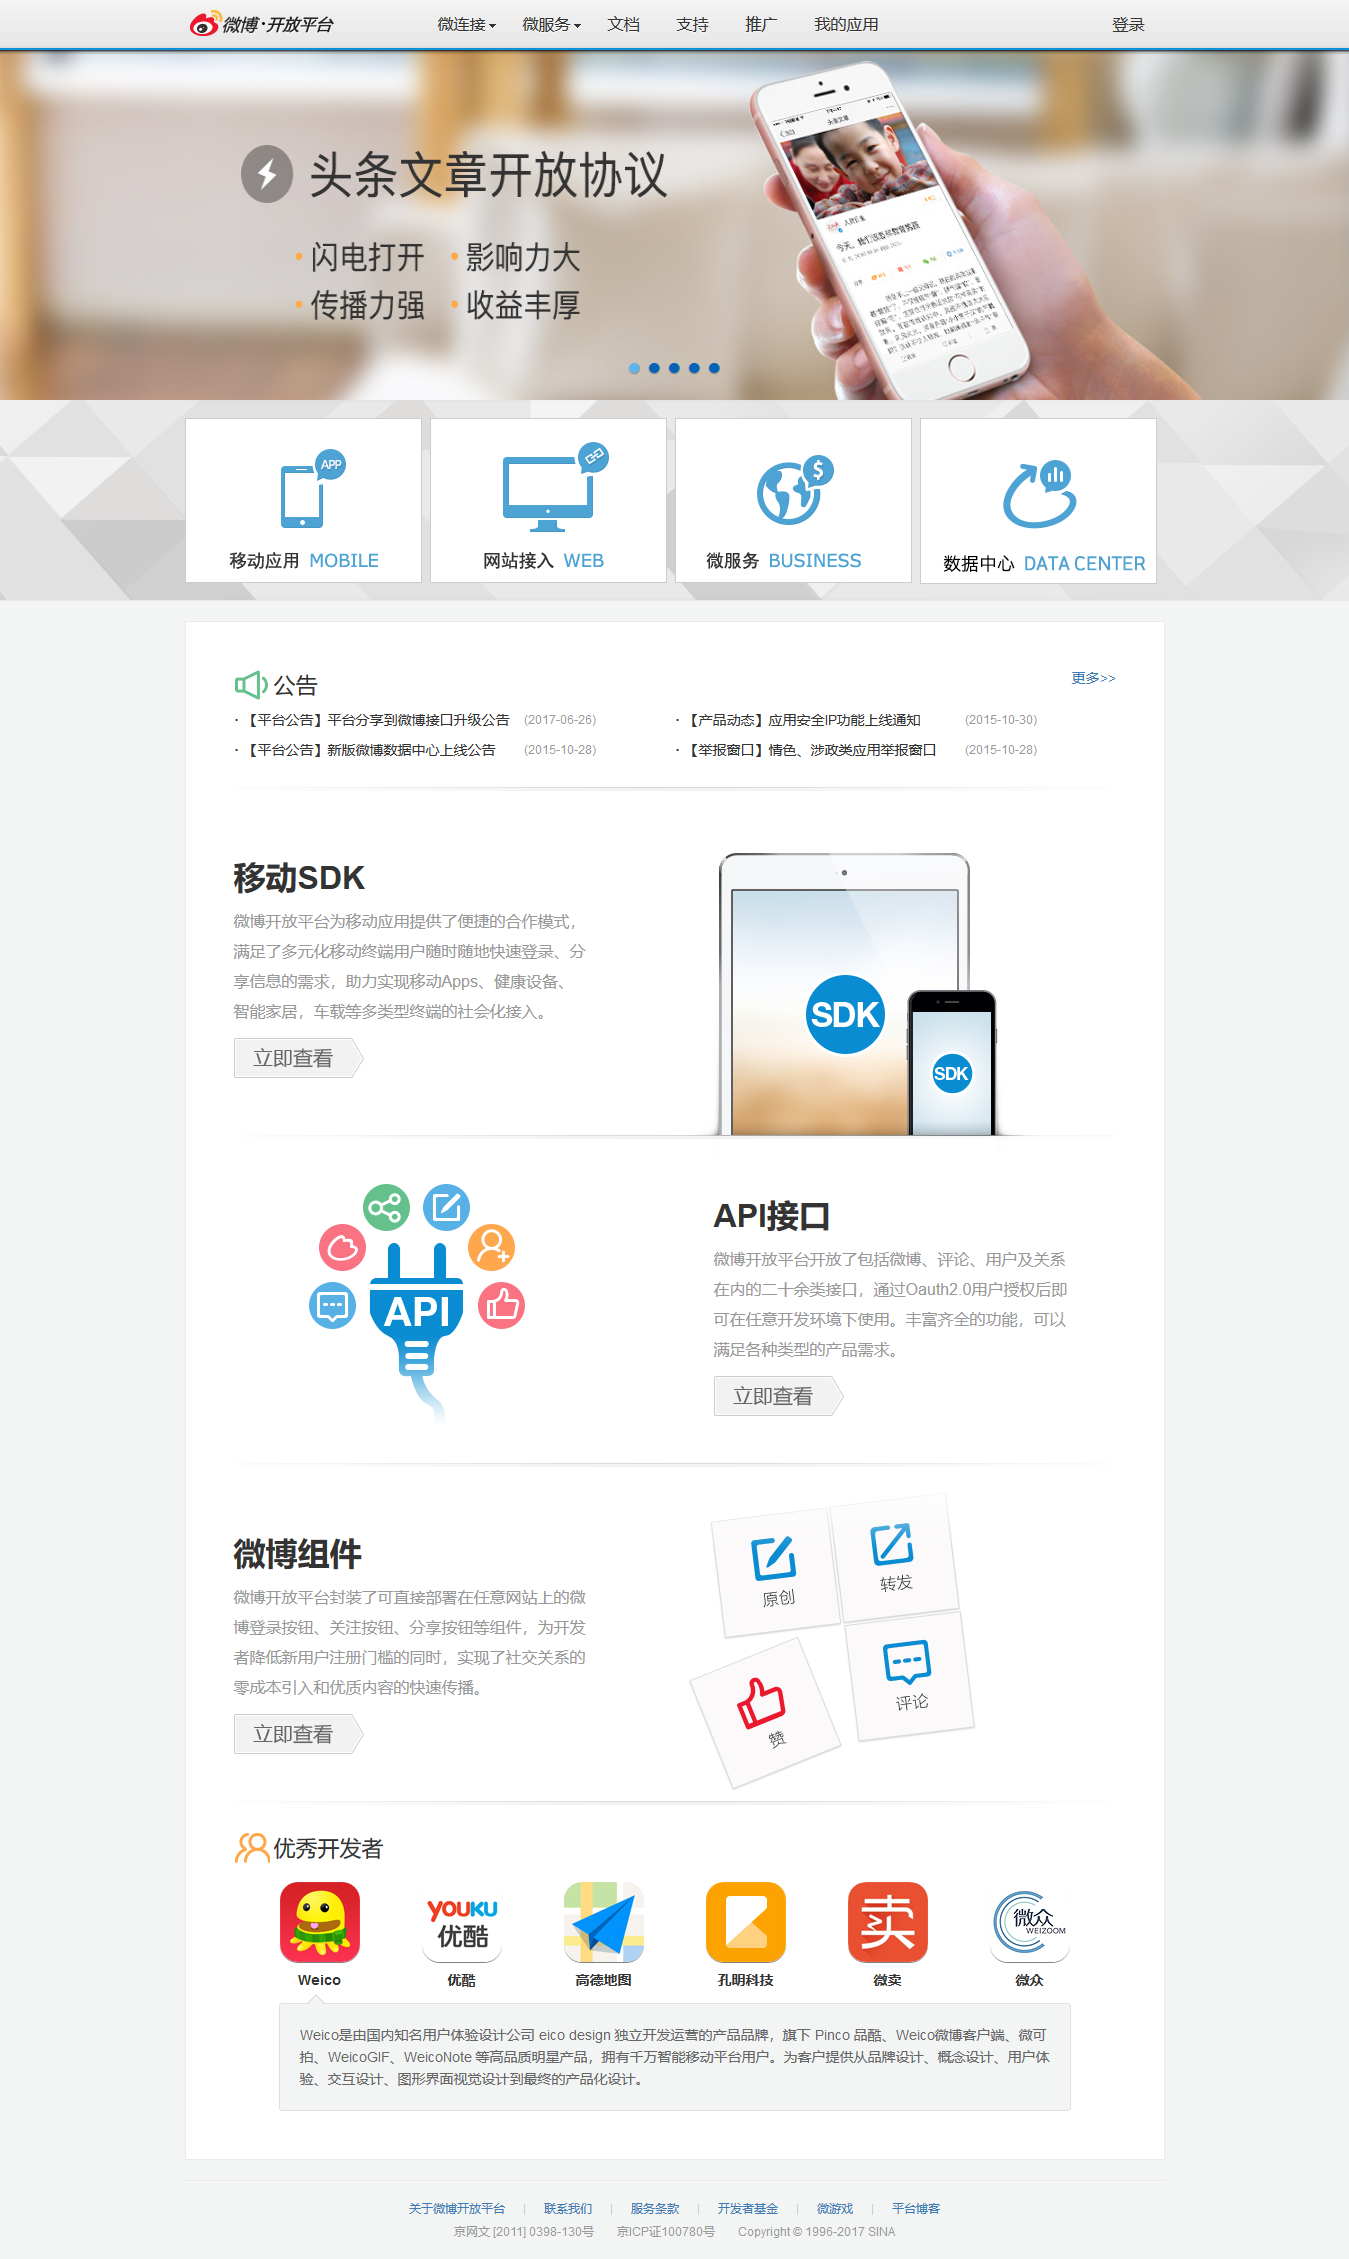 微博·开放平台
微连接 微服务 文档 支持 推广 我的应用 登录
头条文章开放协议
• 闪电打开 • 影响力大
• 传播力强 • 收益丰厚
头条文章
人民日报
APP
$
移动应用 MOBILE
网站接入 WEB
微服务 BUSINESS
数据中心 DATA CENTER
公告
更多>>
· 【平台公告】平台分享到微博接口升级公告 (2017-06-26)
· 【产品动态】应用安全IP功能上线通知 (2015-10-30)
· 【平台公告】新版微博数据中心上线公告 (2015-10-28)
· 【举报窗口】情色、涉政类应用举报窗口 (2015-10-28)
移动SDK
微博开放平台为移动应用提供了便捷的合作模式，
满足了多元化移动终端用户随时随地快速登录、分
享信息的需求，助力实现移动Apps、健康设备、
智能家居，车载等多类型终端的社会化接入。
立即查看
SDK
SDK
API
API接口
微博开放平台开放了包括微博、评论、用户及关系
在内的二十余类接口，通过Oauth2.0用户授权后即
可在任意开发环境下使用。丰富齐全的功能，可以
满足各种类型的产品需求。
立即查看
微博组件
微博开放平台封装了可直接部署在任意网站上的微
博登录按钮、关注按钮、分享按钮等组件，为开发
者降低新用户注册门槛的同时，实现了社交关系的
零成本引入和优质内容的快速传播。
立即查看
原创
转发
评论
赞
优秀开发者
YOUKU
优酷
卖
微众
WEIZOOM
Weico 优酷 高德地图 孔明科技 微卖 微众
Weico是由国内知名用户体验设计公司 eico design 独立开发运营的产品品牌，旗下 Pinco 品酷、Weico微博客户端、微可
拍、WeicoGIF、WeicoNote 等高品质明星产品，拥有千万智能移动平台用户。为客户提供从品牌设计、概念设计、用户体
验、交互设计、图形界面视觉设计到最终的产品化设计。
关于微博开放平台 | 联系我们 | 服务条款 | 开发者基金 | 微游戏 | 平台博客
京网文 [2011] 0398-130号 京ICP证100780号 Copyright © 1996-2017 SINA